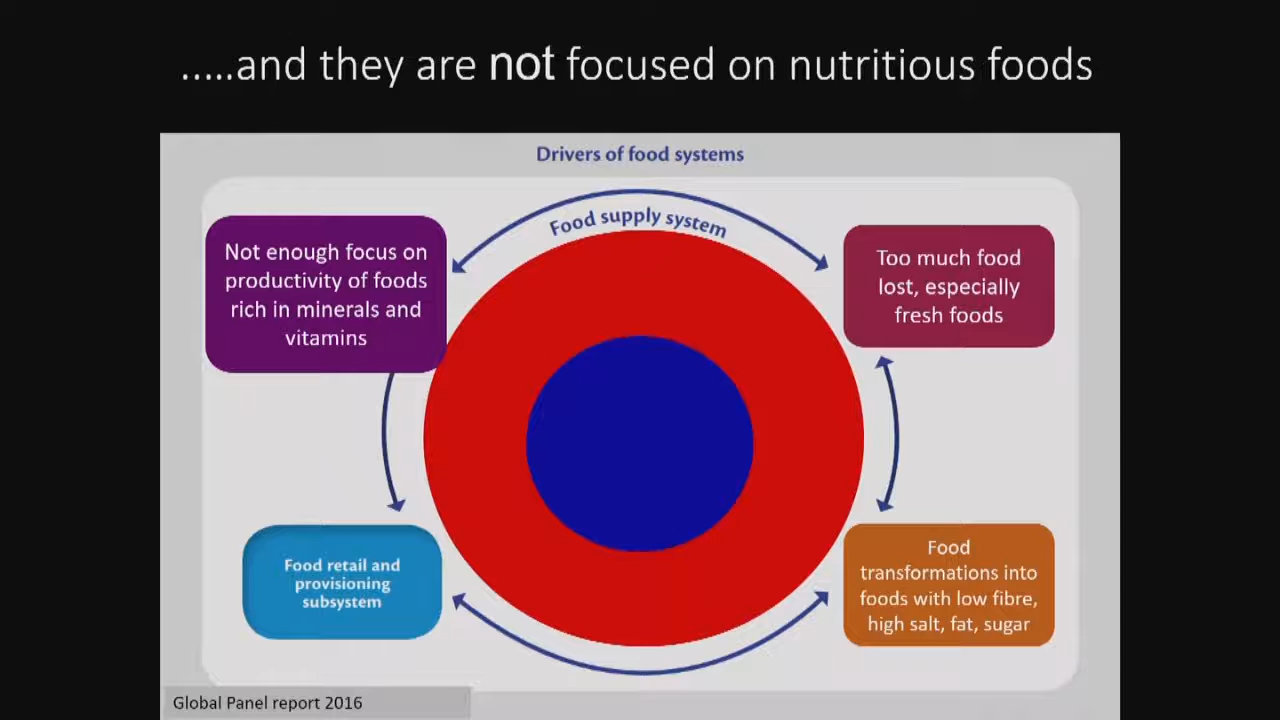 .....and they are not focused on nutritious foods
Drivers of food systems
Food supply system
Not enough focus on
productivity of foods
rich in minerals and
vitamins
Too much food
lost, especially
fresh foods
Food retail and
provisioning
subsystem
Food
transformations into
foods with low fibre,
high salt, fat, sugar
Global Panel report 2016